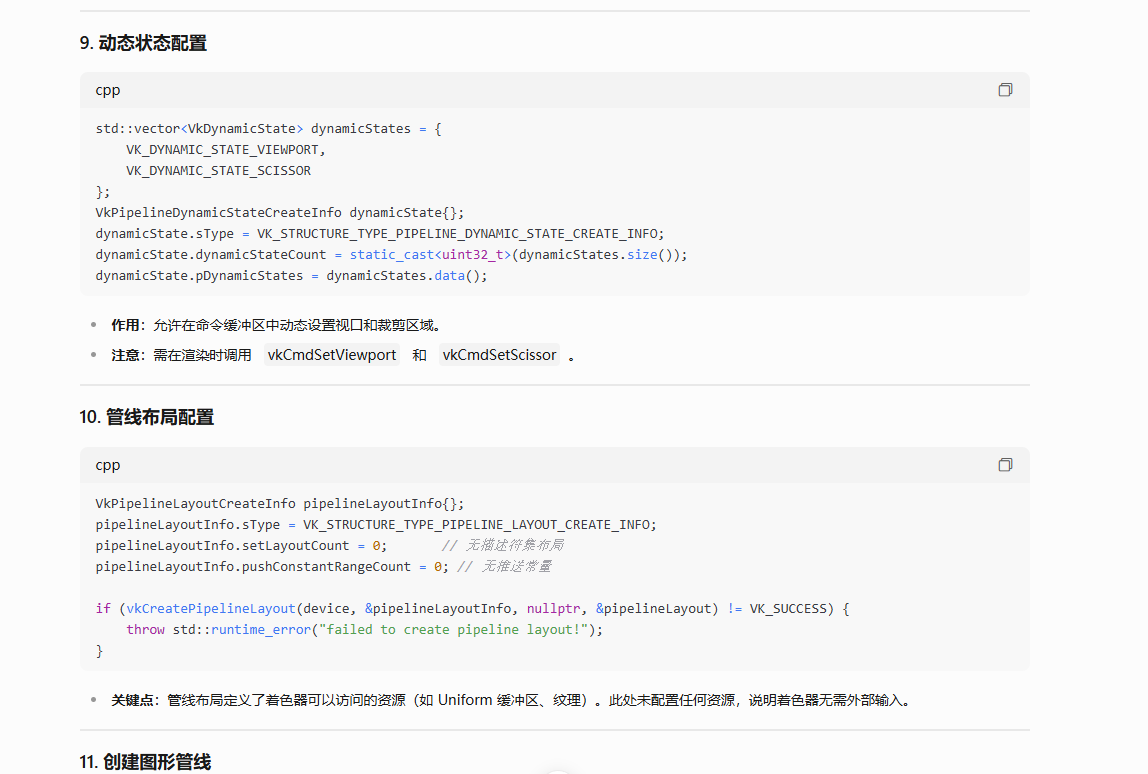 9. 动态状态配置
cpp
std::vector<VkDynamicState> dynamicStates = {
    VK_DYNAMIC_STATE_VIEWPORT,
    VK_DYNAMIC_STATE_SCISSOR
};
VkPipelineDynamicStateCreateInfo dynamicState{};
dynamicState.sType = VK_STRUCTURE_TYPE_PIPELINE_DYNAMIC_STATE_CREATE_INFO;
dynamicState.dynamicStateCount = static_cast<uint32_t>(dynamicStates.size());
dynamicState.pDynamicStates = dynamicStates.data();
• 作用：允许在命令缓冲区中动态设置视口和裁剪区域。
• 注意：需在渲染时调用 vkCmdSetViewport 和 vkCmdSetScissor 。
10. 管线布局配置
cpp
VkPipelineLayoutCreateInfo pipelineLayoutInfo{};
pipelineLayoutInfo.sType = VK_STRUCTURE_TYPE_PIPELINE_LAYOUT_CREATE_INFO;
pipelineLayoutInfo.setLayoutCount = 0;       // 无描述符集布局
pipelineLayoutInfo.pushConstantRangeCount = 0; // 无推送常量
if (vkCreatePipelineLayout(device, &pipelineLayoutInfo, nullptr, &pipelineLayout) != VK_SUCCESS) {
    throw std::runtime_error("failed to create pipeline layout!");
}
• 关键点：管线布局定义了着色器可以访问的资源（如 Uniform 缓冲区、纹理）。此处未配置任何资源，说明着色器无需外部输入。
11. 创建图形管线